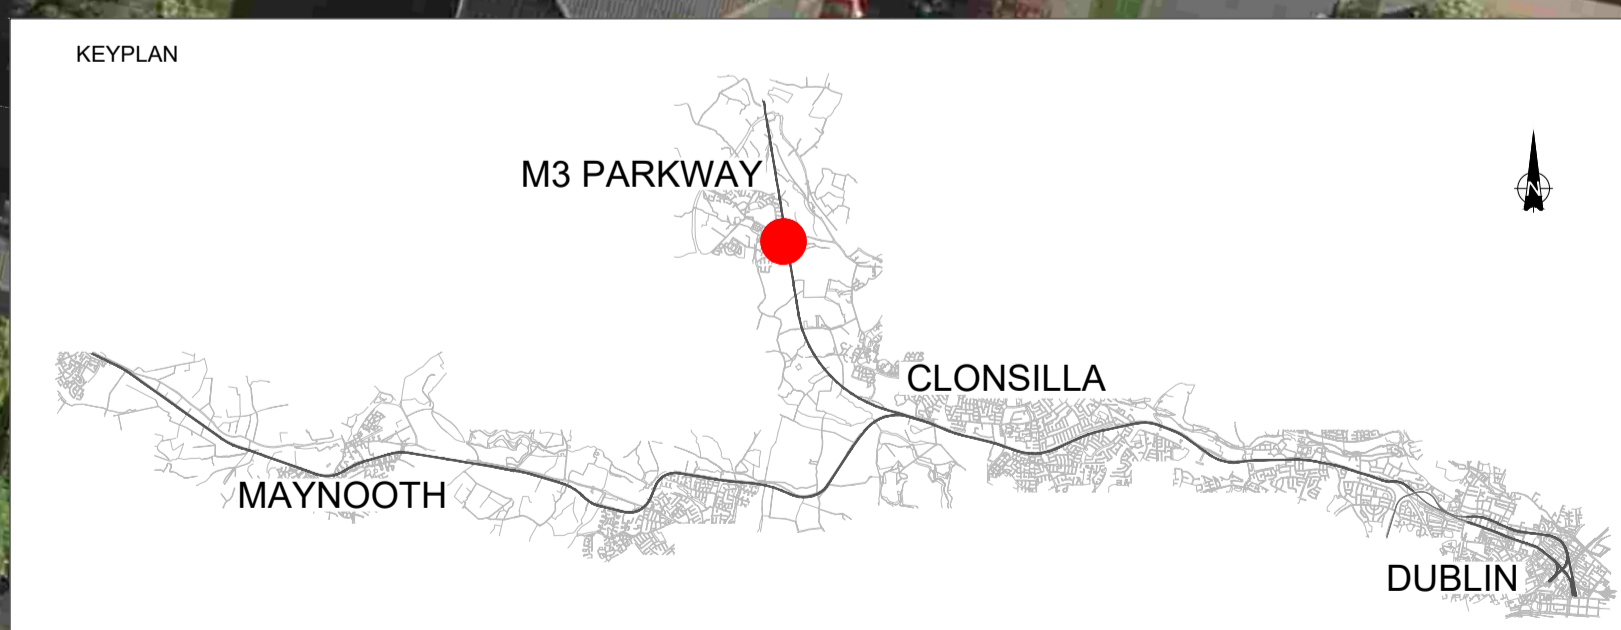 KEYPLAN
M3 PARKWAY
N
CLONSILLA
MAYNOOTH
DUBLIN